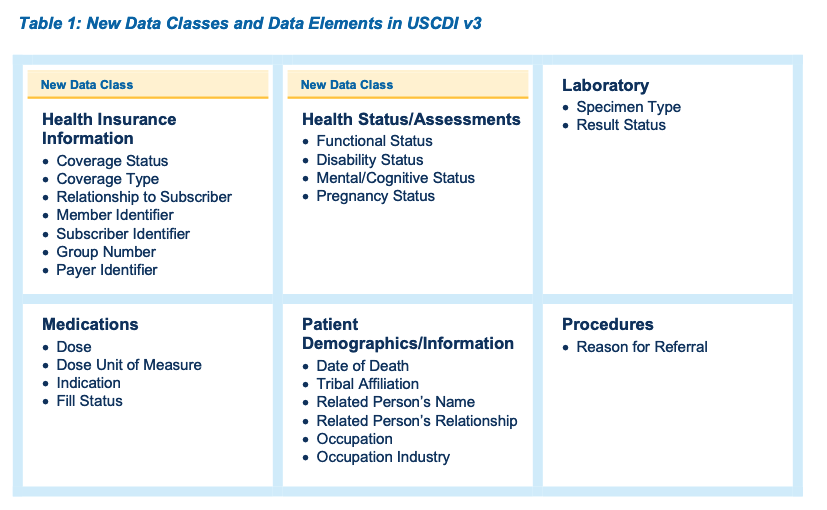 Table 1: New Data Classes and Data Elements in USCDI v3
New Data Class
Health Insurance
Information
• Coverage Status
• Coverage Type
• Relationship to Subscriber
• Member Identifier
• Subscriber Identifier
• Group Number
• Payer Identifier
New Data Class
Health Status/Assessments
• Functional Status
• Disability Status
• Mental/Cognitive Status
• Pregnancy Status
Laboratory
• Specimen Type
• Result Status
Medications
• Dose
• Dose Unit of Measure
• Indication
• Fill Status
Patient
Demographics/Information
• Date of Death
• Tribal Affiliation
• Related Person’s Name
• Related Person’s Relationship
• Occupation
• Occupation Industry
Procedures
• Reason for Referral